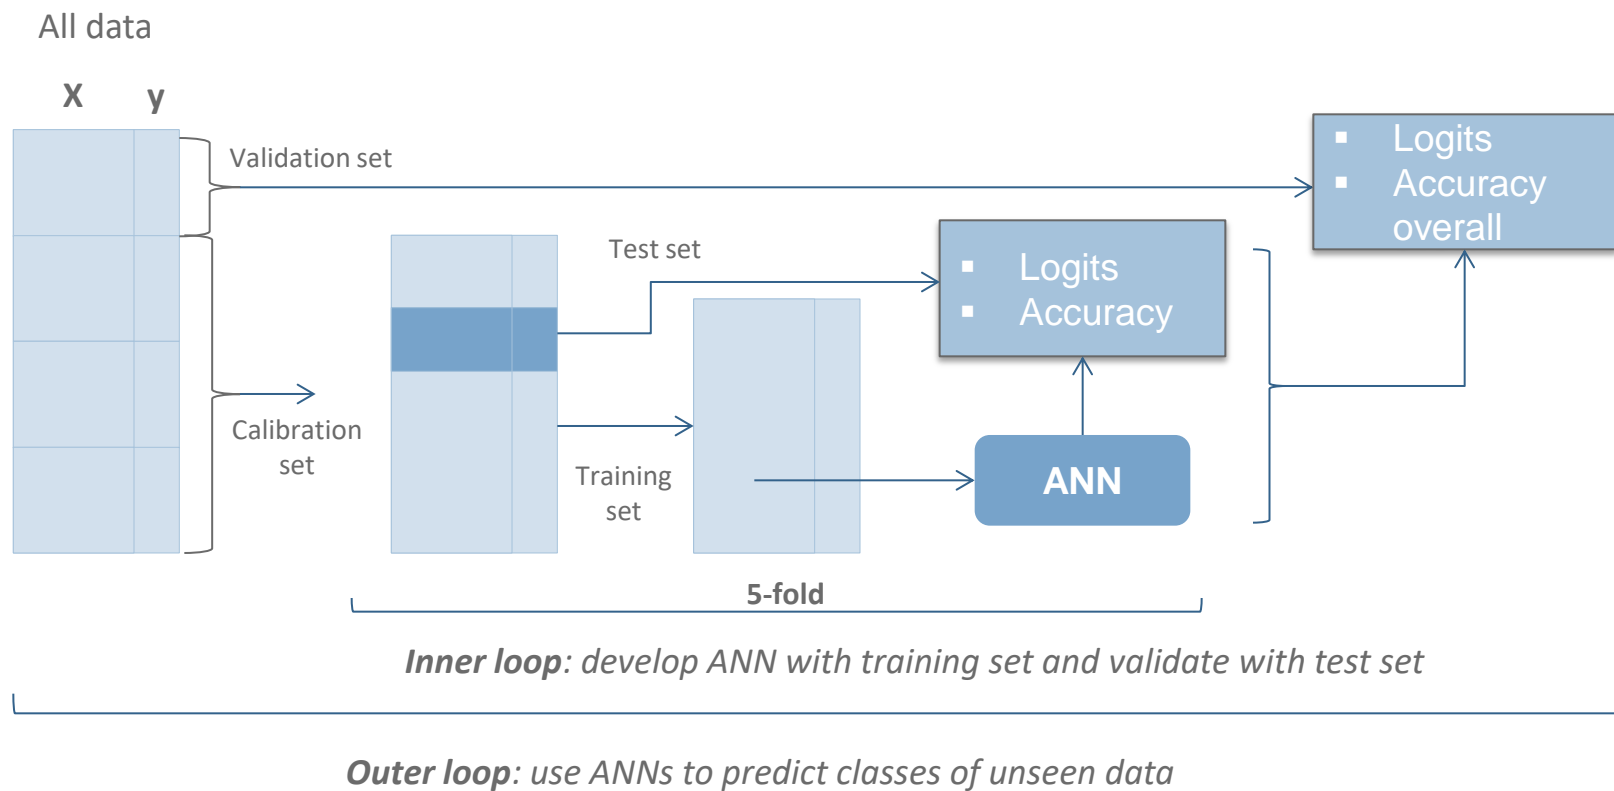 All data
X y
Validation set
▪ Logits
▪ Accuracy
overall
Test set
▪ Logits
▪ Accuracy
Calibration
set
Training
set
ANN
5-fold
Inner loop: develop ANN with training set and validate with test set
Outer loop: use ANNs to predict classes of unseen data